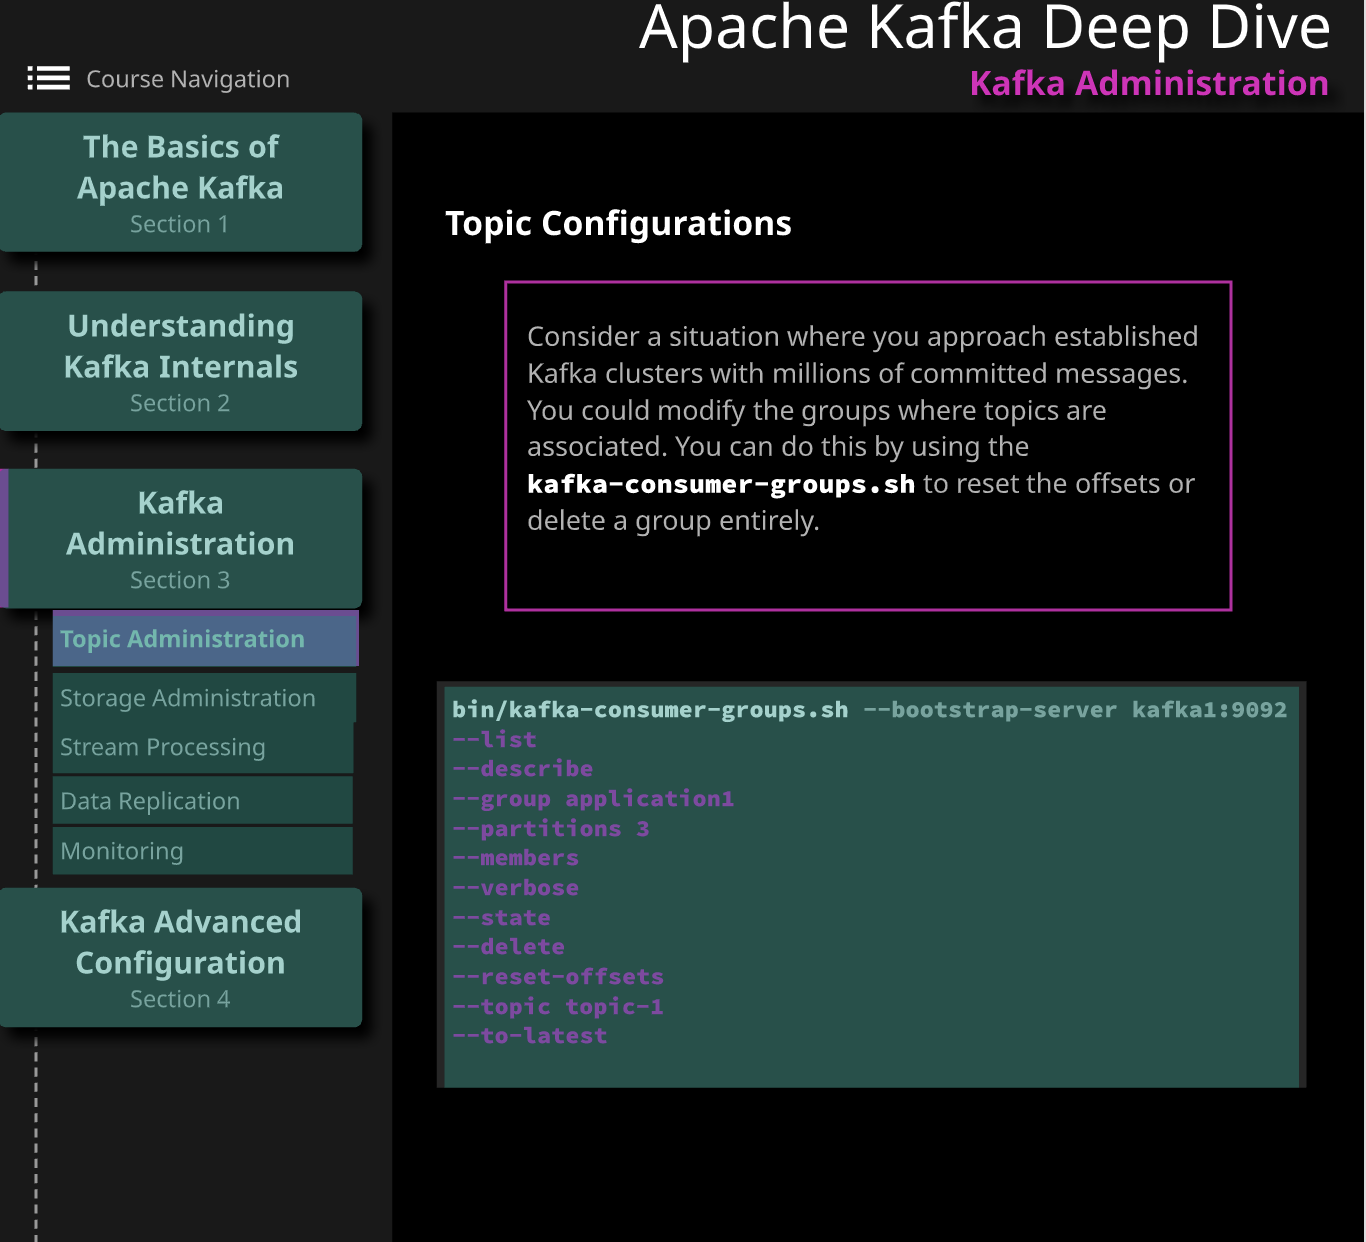 Apache Kafka Deep Dive
Course Navigation
Kafka Administration
The Basics of
Apache Kafka
Section 1
Understanding
Kafka Internals
Section 2
Kafka
Administration
Section 3
Topic Administration
Storage Administration
Stream Processing
Data Replication
Monitoring
Kafka Advanced
Configuration
Section 4
Topic Configurations
Consider a situation where you approach established
Kafka clusters with millions of committed messages.
You could modify the groups where topics are
associated. You can do this by using the
kafka-consumer-groups.sh to reset the offsets or
delete a group entirely.
bin/kafka-consumer-groups.sh --bootstrap-server kafka1:9092
--list
--describe
--group application1
--partitions 3
--members
--verbose
--state
--delete
--reset-offsets
--topic topic-1
--to-latest